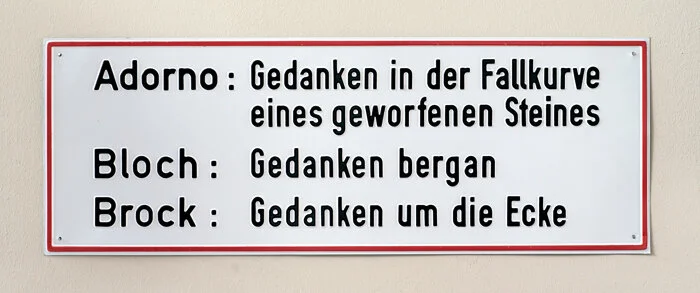 Adorno: Gedanken in der Fallkurve
eines geworfenen Steines
Bloch: Gedanken bergan
Brock: Gedanken um die Ecke